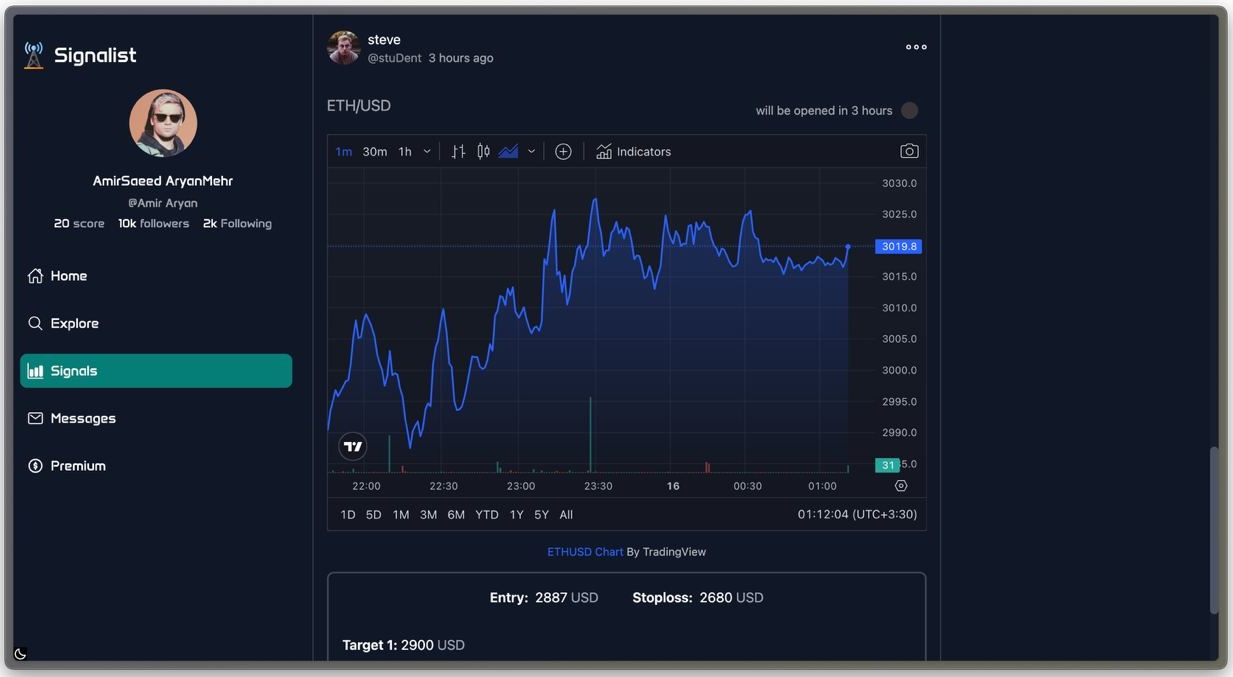 Signalist
AmirSaeed AryanMehr
@Amir Aryan
20 score 10k followers 2k Following
Home
Explore
Signals
Messages
Premium
steve
@stuDent 3 hours ago
ETH/USD
will be opened in 3 hours
1m 30m 1h Indicators
3030.0
3025.0
3019.8
3015.0
3010.0
3005.0
3000.0
2995.0
2990.0
31 5.0
22:00 22:30 23:00 23:30 16 00:30 01:00
1D 5D 1M 3M 6M YTD 1Y 5Y All 01:12:04 (UTC+3:30)
ETHUSD Chart By TradingView
Entry: 2887 USD Stoploss: 2680 USD
Target 1: 2900 USD